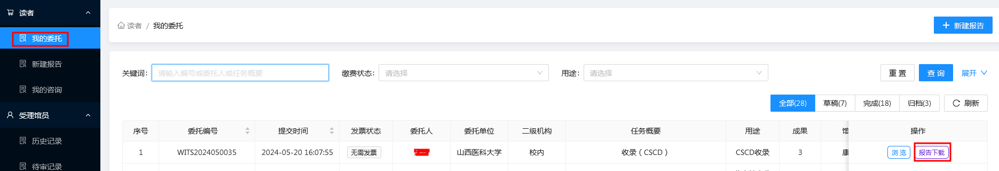 读者
我的委托
新建报告
我的咨询
受理馆员
历史记录
待审记录
读者 / 我的委托
+ 新建报告
关键词: 请输入编号或委托人或任务概要 缴费状态: 请选择 用途: 请选择 重 置 查 询 展开
全部(28) 草稿(7) 完成(18) 归档(3) 刷新
序号 委托编号 提交时间 发票状态 委托人 委托单位 二级机构 任务概要 用途 成果 馆 操作
1 WITS2024050035 2024-05-20 16:07:55 无需发票 山西医科大学 校内 收录（CSCD） CSCD收录 3 康 浏 览 报告下载